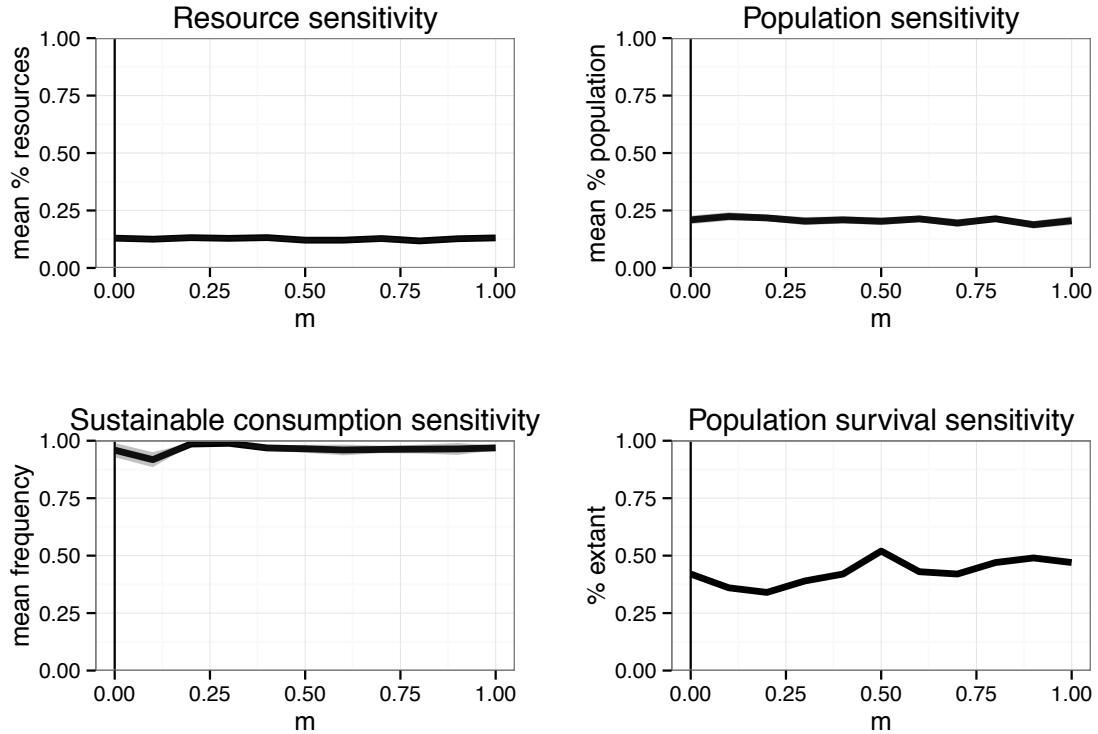 Resource sensitivity
mean % resources
1.00
0.75
0.50
0.25
0.00
0.00 0.25 0.50 0.75 1.00
m
Population sensitivity
mean % population
1.00
0.75
0.50
0.25
0.00
0.00 0.25 0.50 0.75 1.00
m
Sustainable consumption sensitivity
mean frequency
1.00
0.75
0.50
0.25
0.00
0.00 0.25 0.50 0.75 1.00
m
Population survival sensitivity
% extant
1.00
0.75
0.50
0.25
0.00
0.00 0.25 0.50 0.75 1.00
m